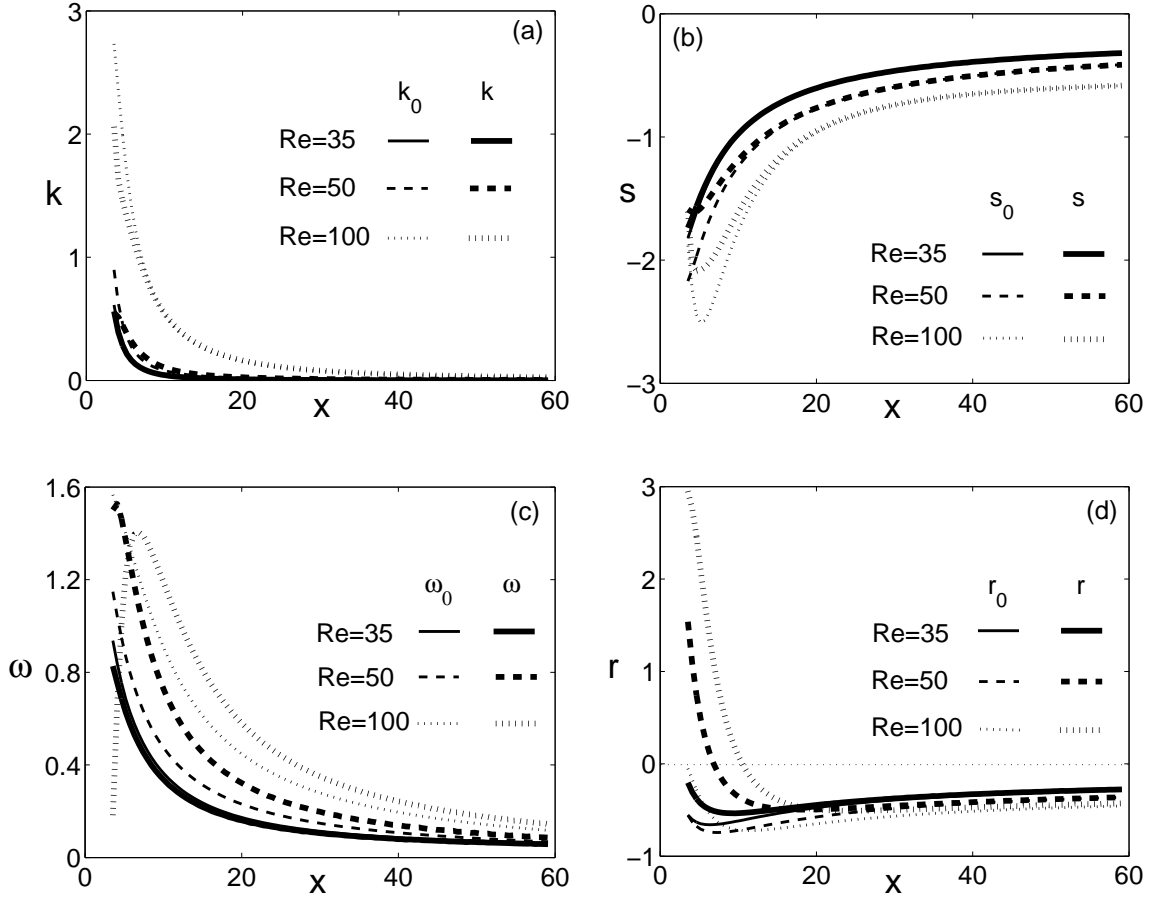 (a)
3
2
1
0
k
k₀ k
Re=35
Re=50
Re=100
0 20 40 60
x
(b)
0
−1
−2
−3
s
s₀ s
Re=35
Re=50
Re=100
0 20 40 60
x
(c)
1.6
1.2
0.8
0.4
0
ω
ω₀ ω
Re=35
Re=50
Re=100
0 20 40 60
x
(d)
3
2
1
0
−1
r
r₀ r
Re=35
Re=50
Re=100
0 20 40 60
x